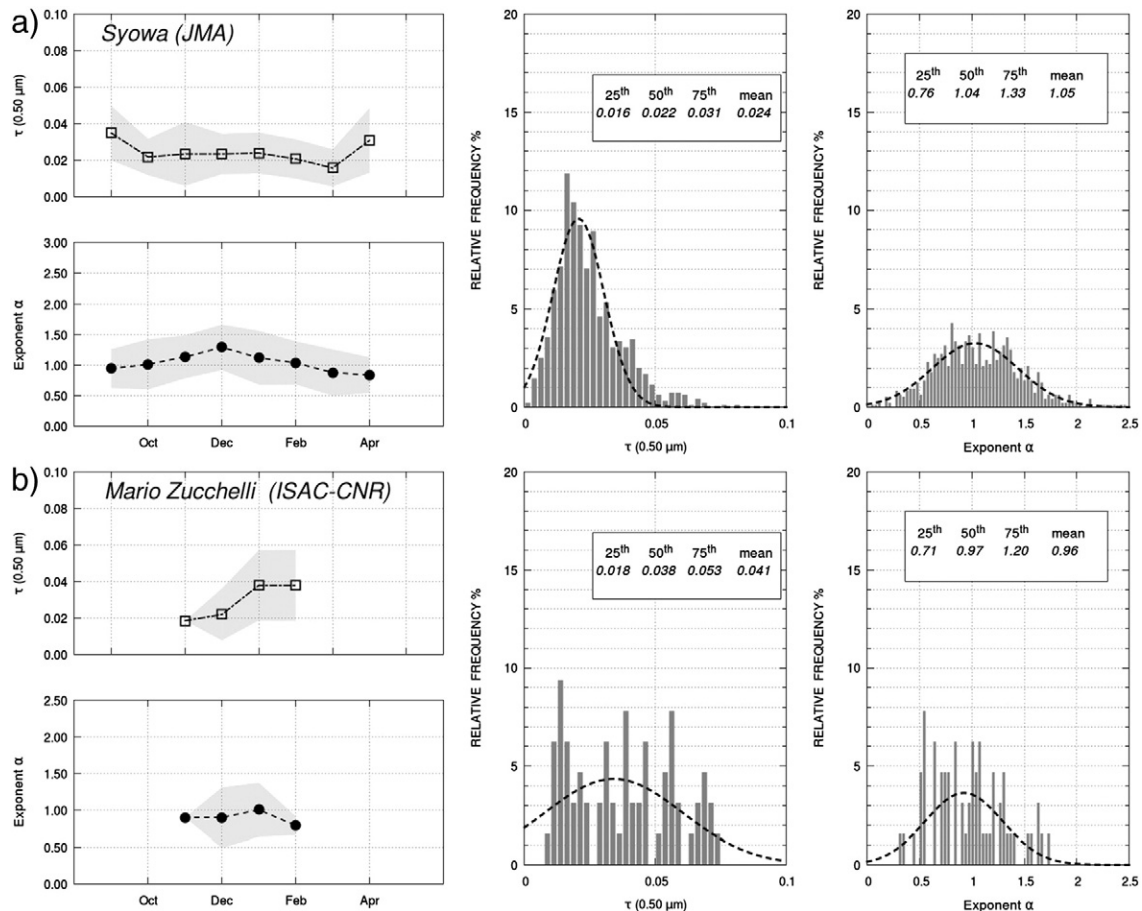 a)
Syowa (JMA)
τ (0.50 µm)
0.10
0.08
0.06
0.04
0.02
0.00
Exponent α
3.00
2.50
2.00
1.50
1.00
0.50
0.00
Oct Dec Feb Apr
RELATIVE FREQUENCY %
20
15
10
5
0
25th 50th 75th mean
0.016 0.022 0.031 0.024
0 0.05 0.1
τ (0.50 µm)
RELATIVE FREQUENCY %
20
15
10
5
0
25th 50th 75th mean
0.76 1.04 1.33 1.05
0 0.5 1 1.5 2 2.5
Exponent α
b)
Mario Zucchelli (ISAC-CNR)
τ (0.50 µm)
0.10
0.08
0.06
0.04
0.02
0.00
Exponent α
2.50
2.00
1.50
1.00
0.50
0.00
Oct Dec Feb Apr
RELATIVE FREQUENCY %
20
15
10
5
0
25th 50th 75th mean
0.018 0.038 0.053 0.041
0 0.05 0.1
τ (0.50 µm)
RELATIVE FREQUENCY %
20
15
10
5
0
25th 50th 75th mean
0.71 0.97 1.20 0.96
0 0.5 1 1.5 2 2.5
Exponent α